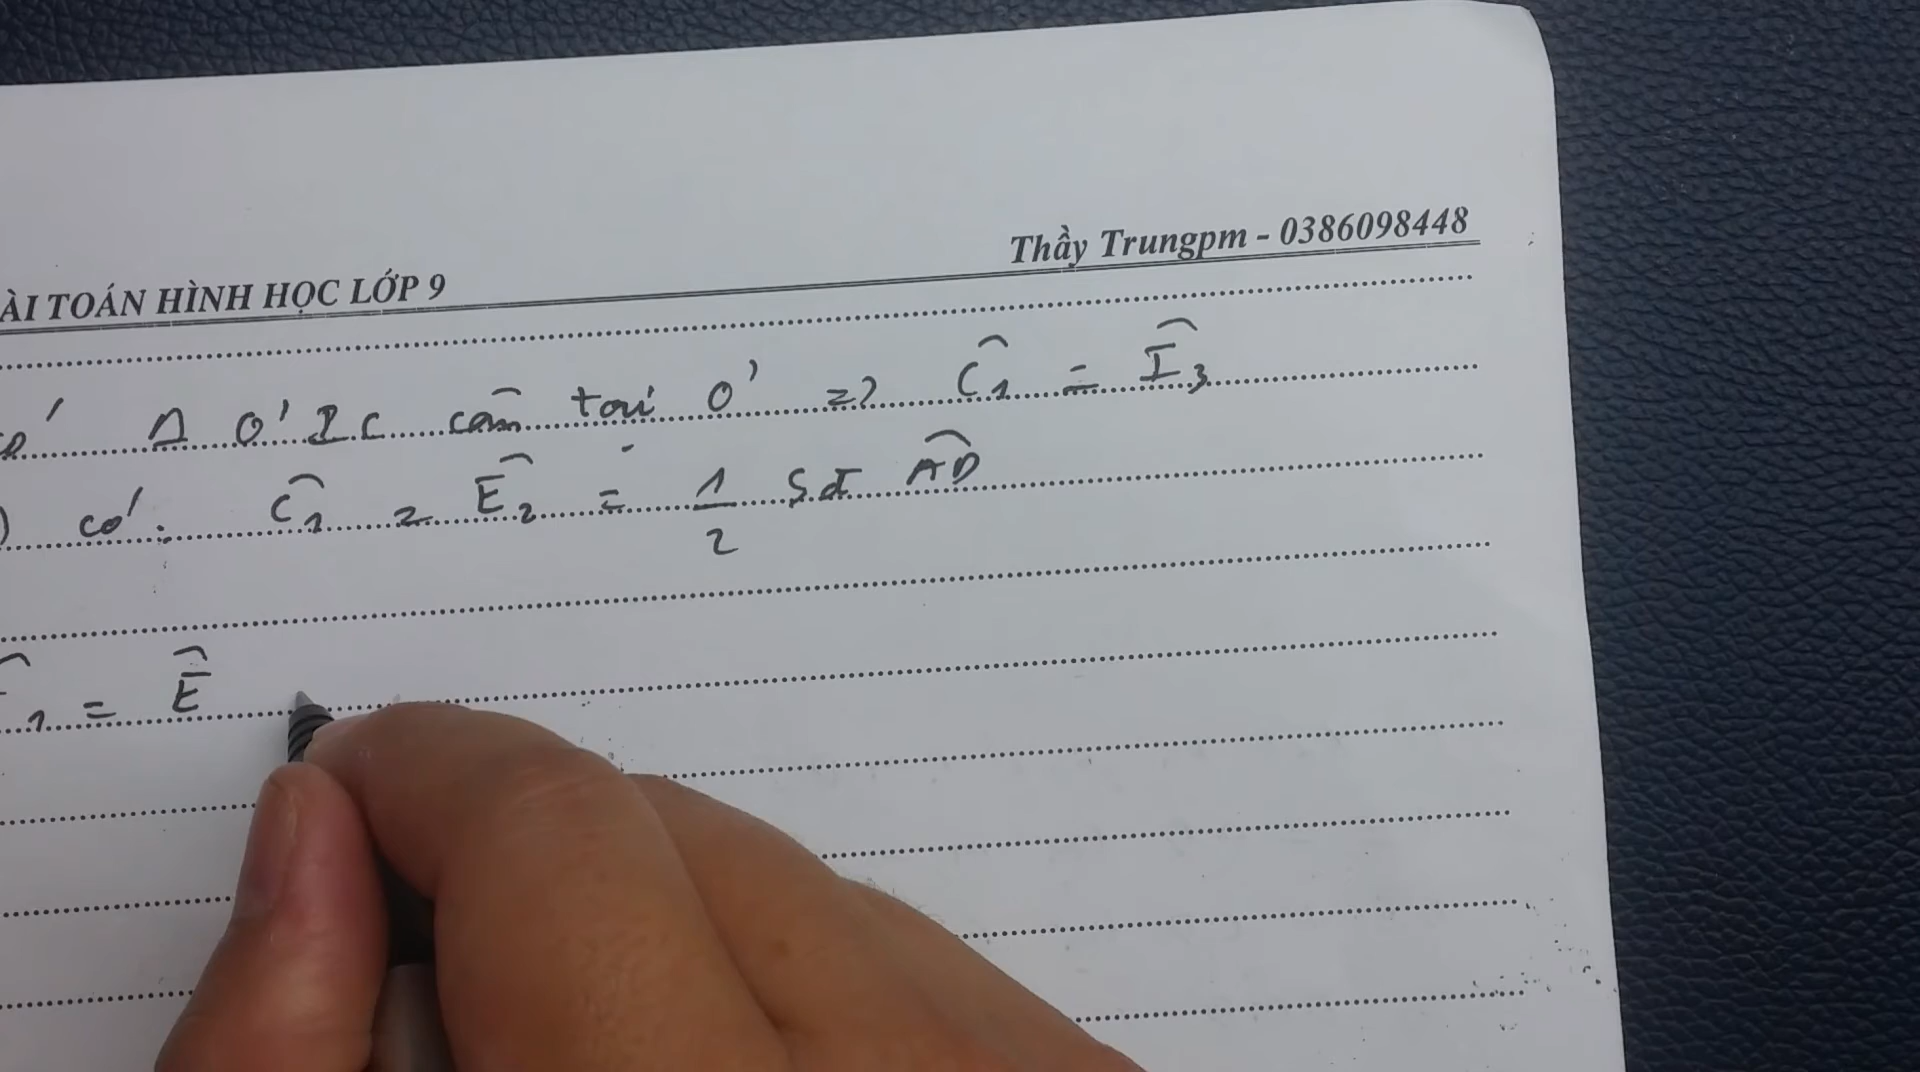 Thầy Trungpm - 0386098448
ÀI TOÁN HÌNH HỌC LỚP 9
Δ O'IC cân tại O' => Ĉ₁ = Î₃
có: Ĉ₁ = Ê₂ = 1/2 Sđ AD
₁ = Ê